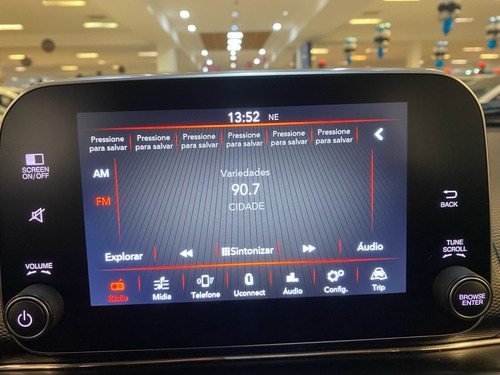 13:52 NE
Pressione para salvar Pressione para salvar Pressione para salvar Pressione para salvar Pressione para salvar Pressione para salvar
SCREEN ON/OFF
AM
FM
Variedades
90.7
CIDADE
BACK
Explorar
Sintonizar
Áudio
VOLUME
TUNE SCROLL
Rádio Mídia Telefone Uconnect Áudio Config. Trip
BROWSE ENTER